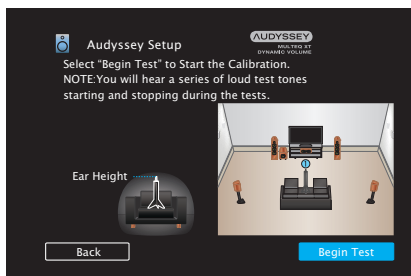 Audyssey Setup
AUDYSSEY
MULTEQ XT
DYNAMIC VOLUME
Select “Begin Test” to Start the Calibration.
NOTE:You will hear a series of loud test tones
starting and stopping during the tests.
Ear Height
Back
Begin Test